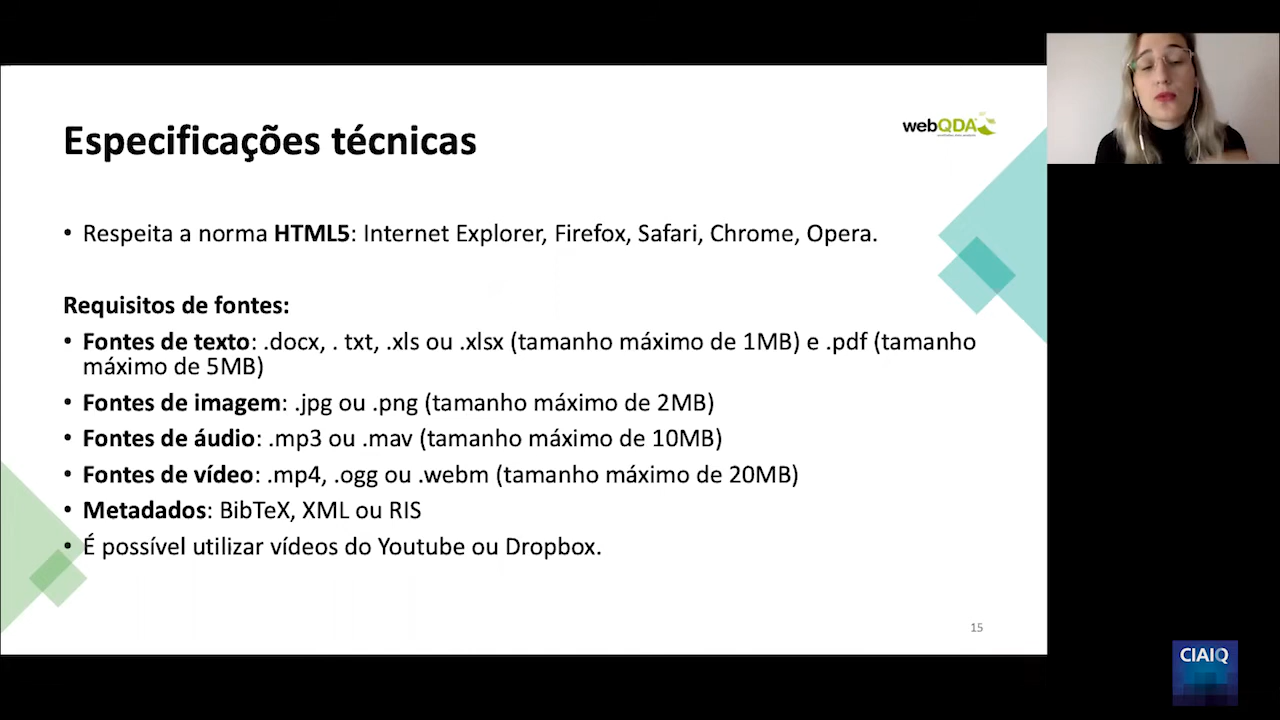 Especificações técnicas
webQDA
• Respeita a norma HTML5: Internet Explorer, Firefox, Safari, Chrome, Opera.
Requisitos de fontes:
• Fontes de texto: .docx, . txt, .xls ou .xlsx (tamanho máximo de 1MB) e .pdf (tamanho
máximo de 5MB)
• Fontes de imagem: .jpg ou .png (tamanho máximo de 2MB)
• Fontes de áudio: .mp3 ou .mav (tamanho máximo de 10MB)
• Fontes de vídeo: .mp4, .ogg ou .webm (tamanho máximo de 20MB)
• Metadados: BibTeX, XML ou RIS
• É possível utilizar vídeos do Youtube ou Dropbox.
15
CIAIQ